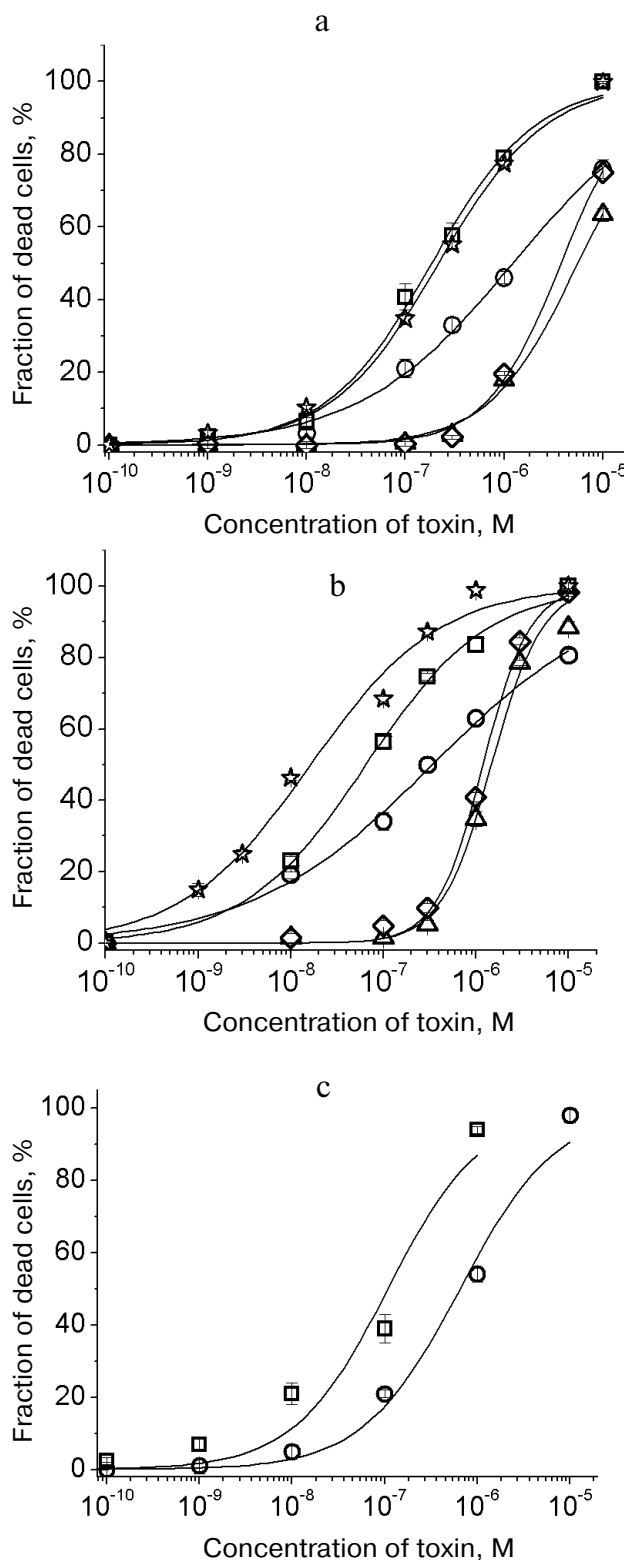 a
Fraction of dead cells, %
100
80
60
40
20
0
10⁻¹⁰ 10⁻⁹ 10⁻⁸ 10⁻⁷ 10⁻⁶ 10⁻⁵
Concentration of toxin, M
b
Fraction of dead cells, %
100
80
60
40
20
0
10⁻¹⁰ 10⁻⁹ 10⁻⁸ 10⁻⁷ 10⁻⁶ 10⁻⁵
Concentration of toxin, M
c
Fraction of dead cells, %
100
80
60
40
20
0
10⁻¹⁰ 10⁻⁹ 10⁻⁸ 10⁻⁷ 10⁻⁶ 10⁻⁵
Concentration of toxin, M